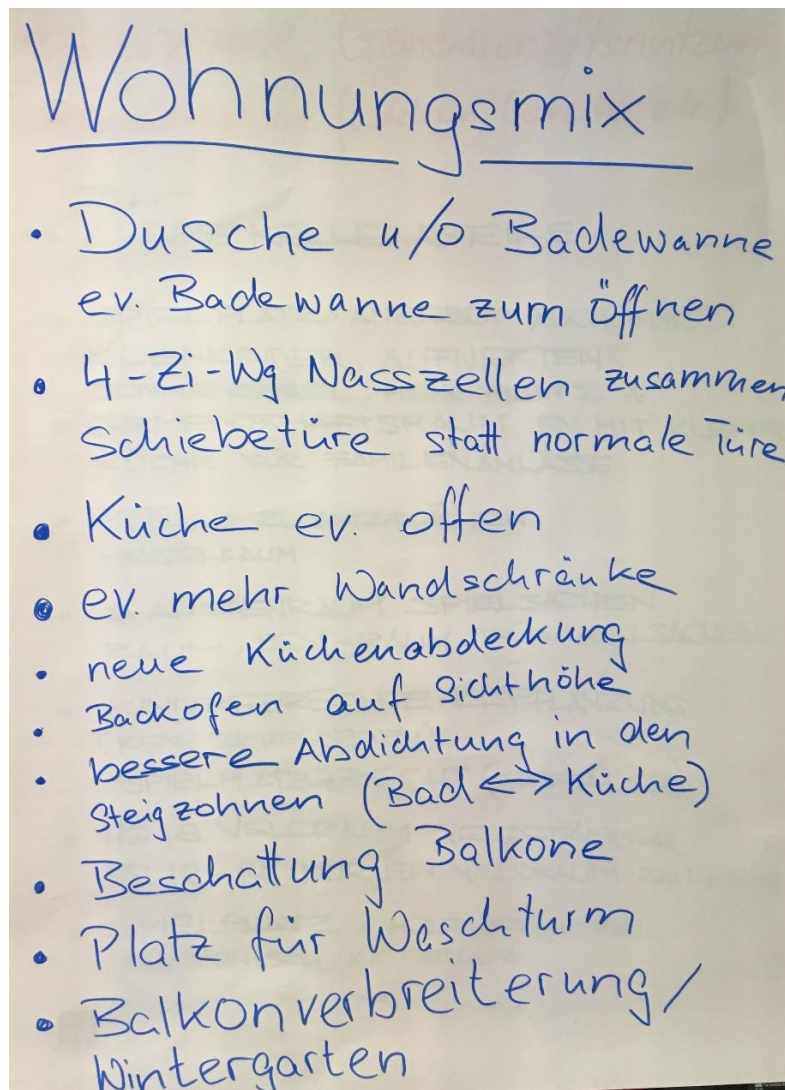 Wohnungsmix
• Dusche u/o Badewanne
ev. Badewanne zum Öffnen
• 4-Zi-Wg Nasszellen zusammen
Schiebetüre statt normale Türe
• Küche ev. offen
• ev. mehr Wandschränke
• neue Küchenabdeckung
• Backofen auf Sichthöhe
• bessere Abdichtung in den
Steigzohnen (Bad <-> Küche)
• Beschattung Balkone
• Platz für Waschturm
• Balkonverbreiterung/
Wintergarten